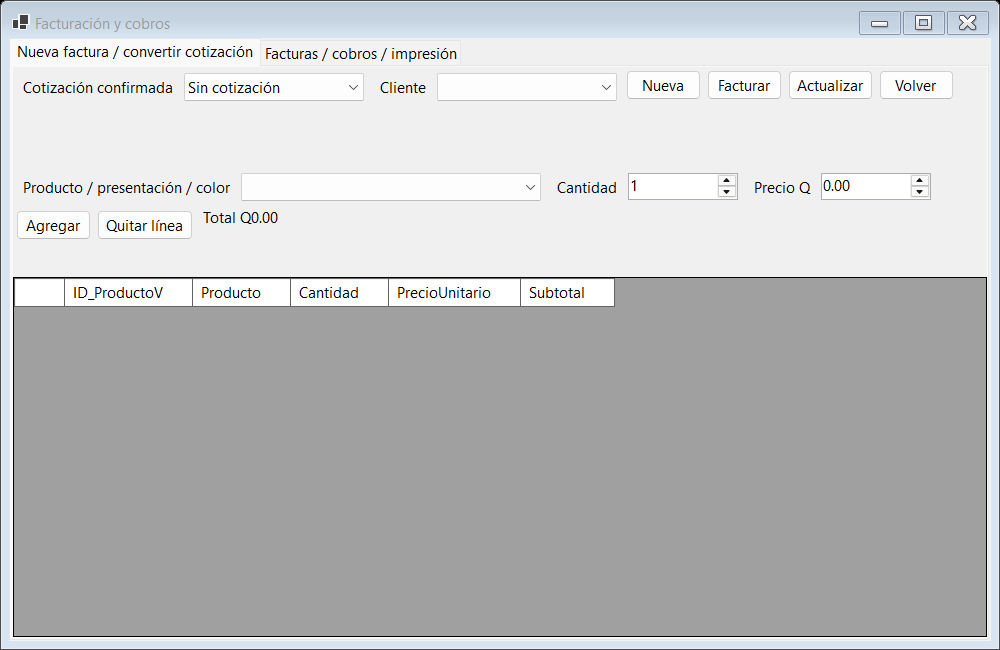 Facturación y cobros
Nueva factura / convertir cotización Facturas / cobros / impresión
Cotización confirmada Sin cotización Cliente Nueva Facturar Actualizar Volver
Producto / presentación / color Cantidad 1 Precio Q 0.00
Agregar Quitar línea Total Q0.00
ID_ProductoV Producto Cantidad PrecioUnitario Subtotal